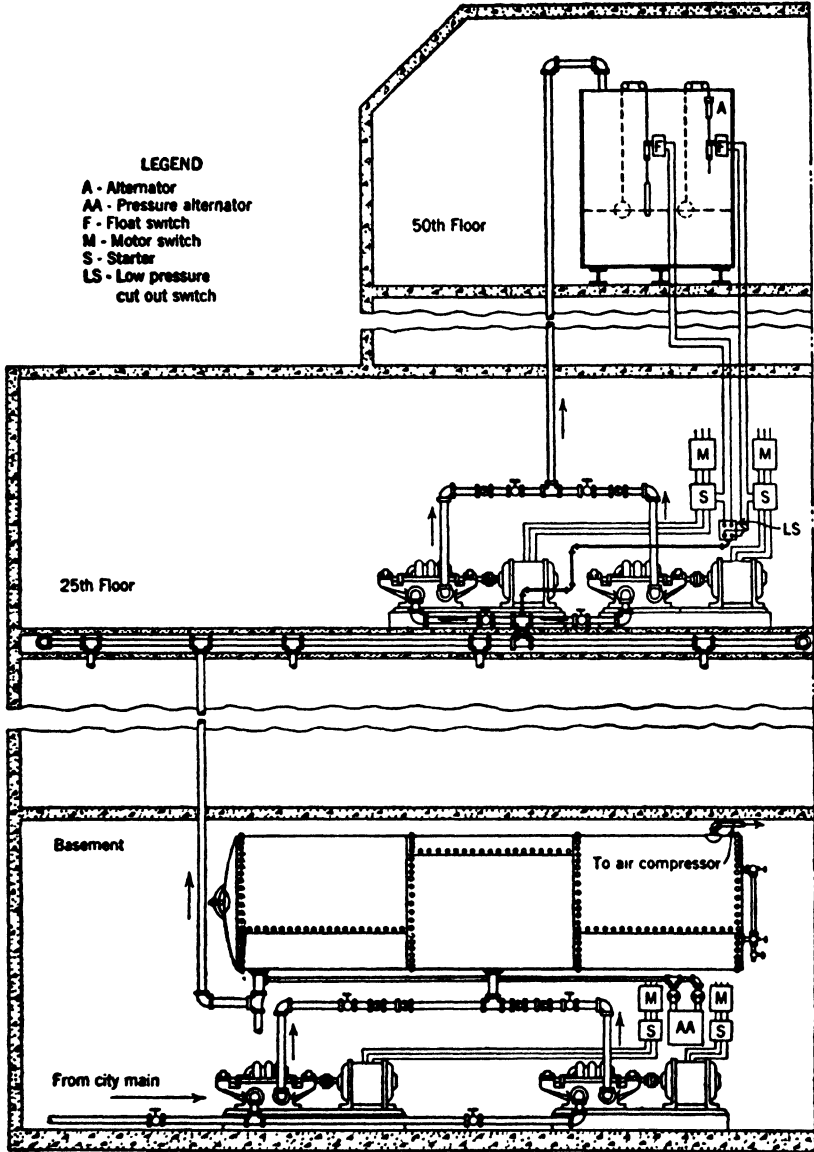 LEGEND
A - Alternator
AA - Pressure alternator
F - Float switch
M - Motor switch
S - Starter
LS - Low pressure
cut out switch
A
F
F
50th Floor
M
M
S
S
LS
25th Floor
Basement
To air compressor
M
M
S
AA
S
From city main